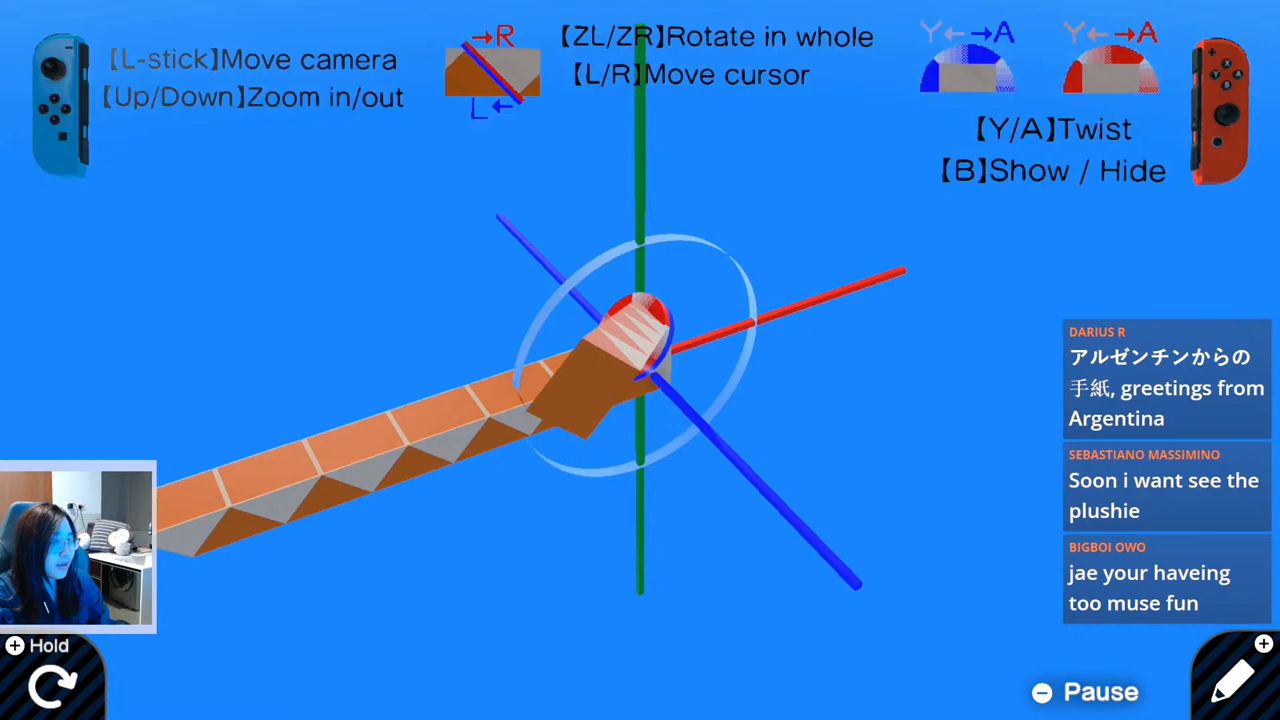 【L-stick】Move camera
【Up/Down】Zoom in/out
→R
L←
【ZL/ZR】Rotate in whole
【L/R】Move cursor
Y←→A
Y←→A
【Y/A】Twist
【B】Show / Hide
DARIUS R
アルゼンチンからの
手紙, greetings from
Argentina
SEBASTIANO MASSIMINO
Soon i want see the
plushie
BIGBOI OWO
jae your haveing
too muse fun
Hold
Pause